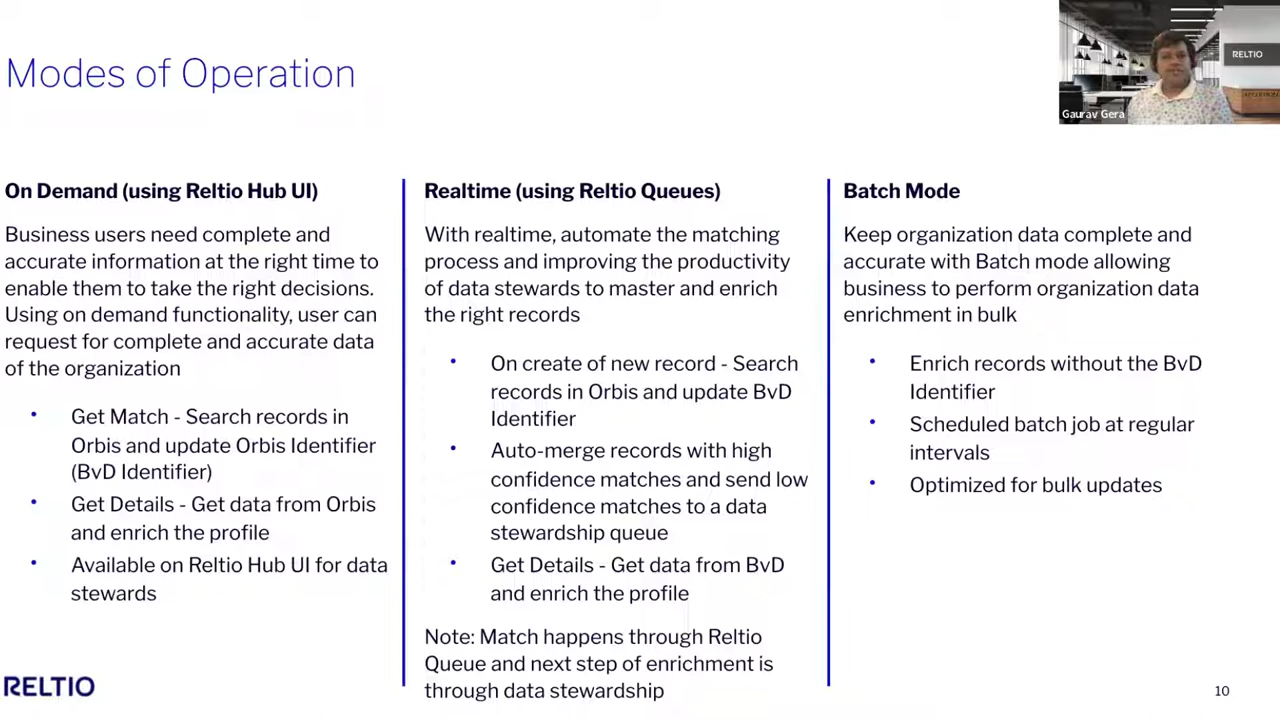 Modes of Operation
RELTIO
Gaurav Gera
On Demand (using Reltio Hub UI)
Business users need complete and
accurate information at the right time to
enable them to take the right decisions.
Using on demand functionality, user can
request for complete and accurate data
of the organization
• Get Match - Search records in
Orbis and update Orbis Identifier
(BvD Identifier)
• Get Details - Get data from Orbis
and enrich the profile
• Available on Reltio Hub UI for data
stewards
Realtime (using Reltio Queues)
With realtime, automate the matching
process and improving the productivity
of data stewards to master and enrich
the right records
• On create of new record - Search
records in Orbis and update BvD
Identifier
• Auto-merge records with high
confidence matches and send low
confidence matches to a data
stewardship queue
• Get Details - Get data from BvD
and enrich the profile
Note: Match happens through Reltio
Queue and next step of enrichment is
through data stewardship
Batch Mode
Keep organization data complete and
accurate with Batch mode allowing
business to perform organization data
enrichment in bulk
• Enrich records without the BvD
Identifier
• Scheduled batch job at regular
intervals
• Optimized for bulk updates
RELTIO
10